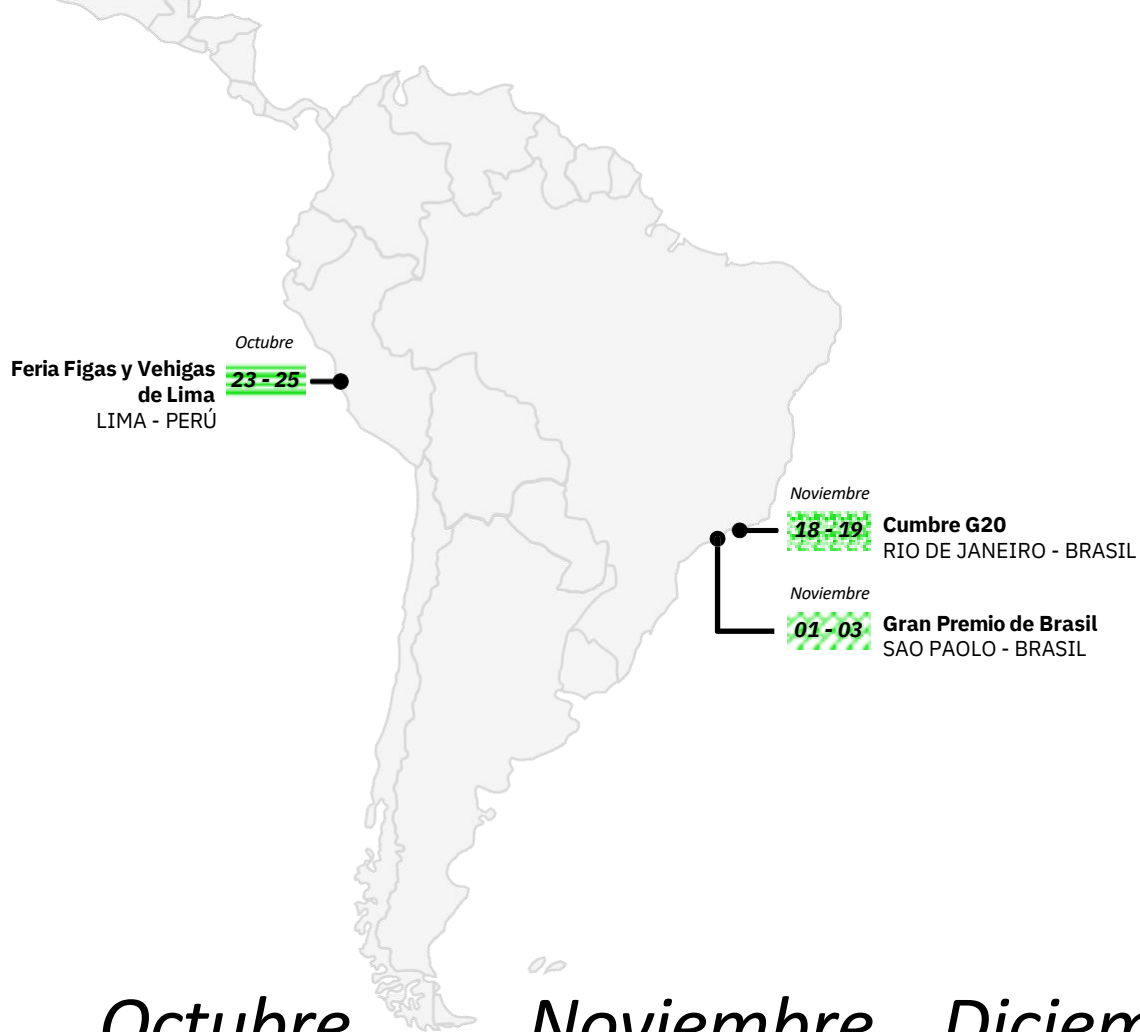 Octubre
Feria Figas y Vehigas
23 - 25
de Lima
LIMA - PERÚ
Noviembre
18 - 19
Cumbre G20
RIO DE JANEIRO - BRASIL
Noviembre
01 - 03
Gran Premio de Brasil
SAO PAOLO - BRASIL
Octubre Noviembre Diciem